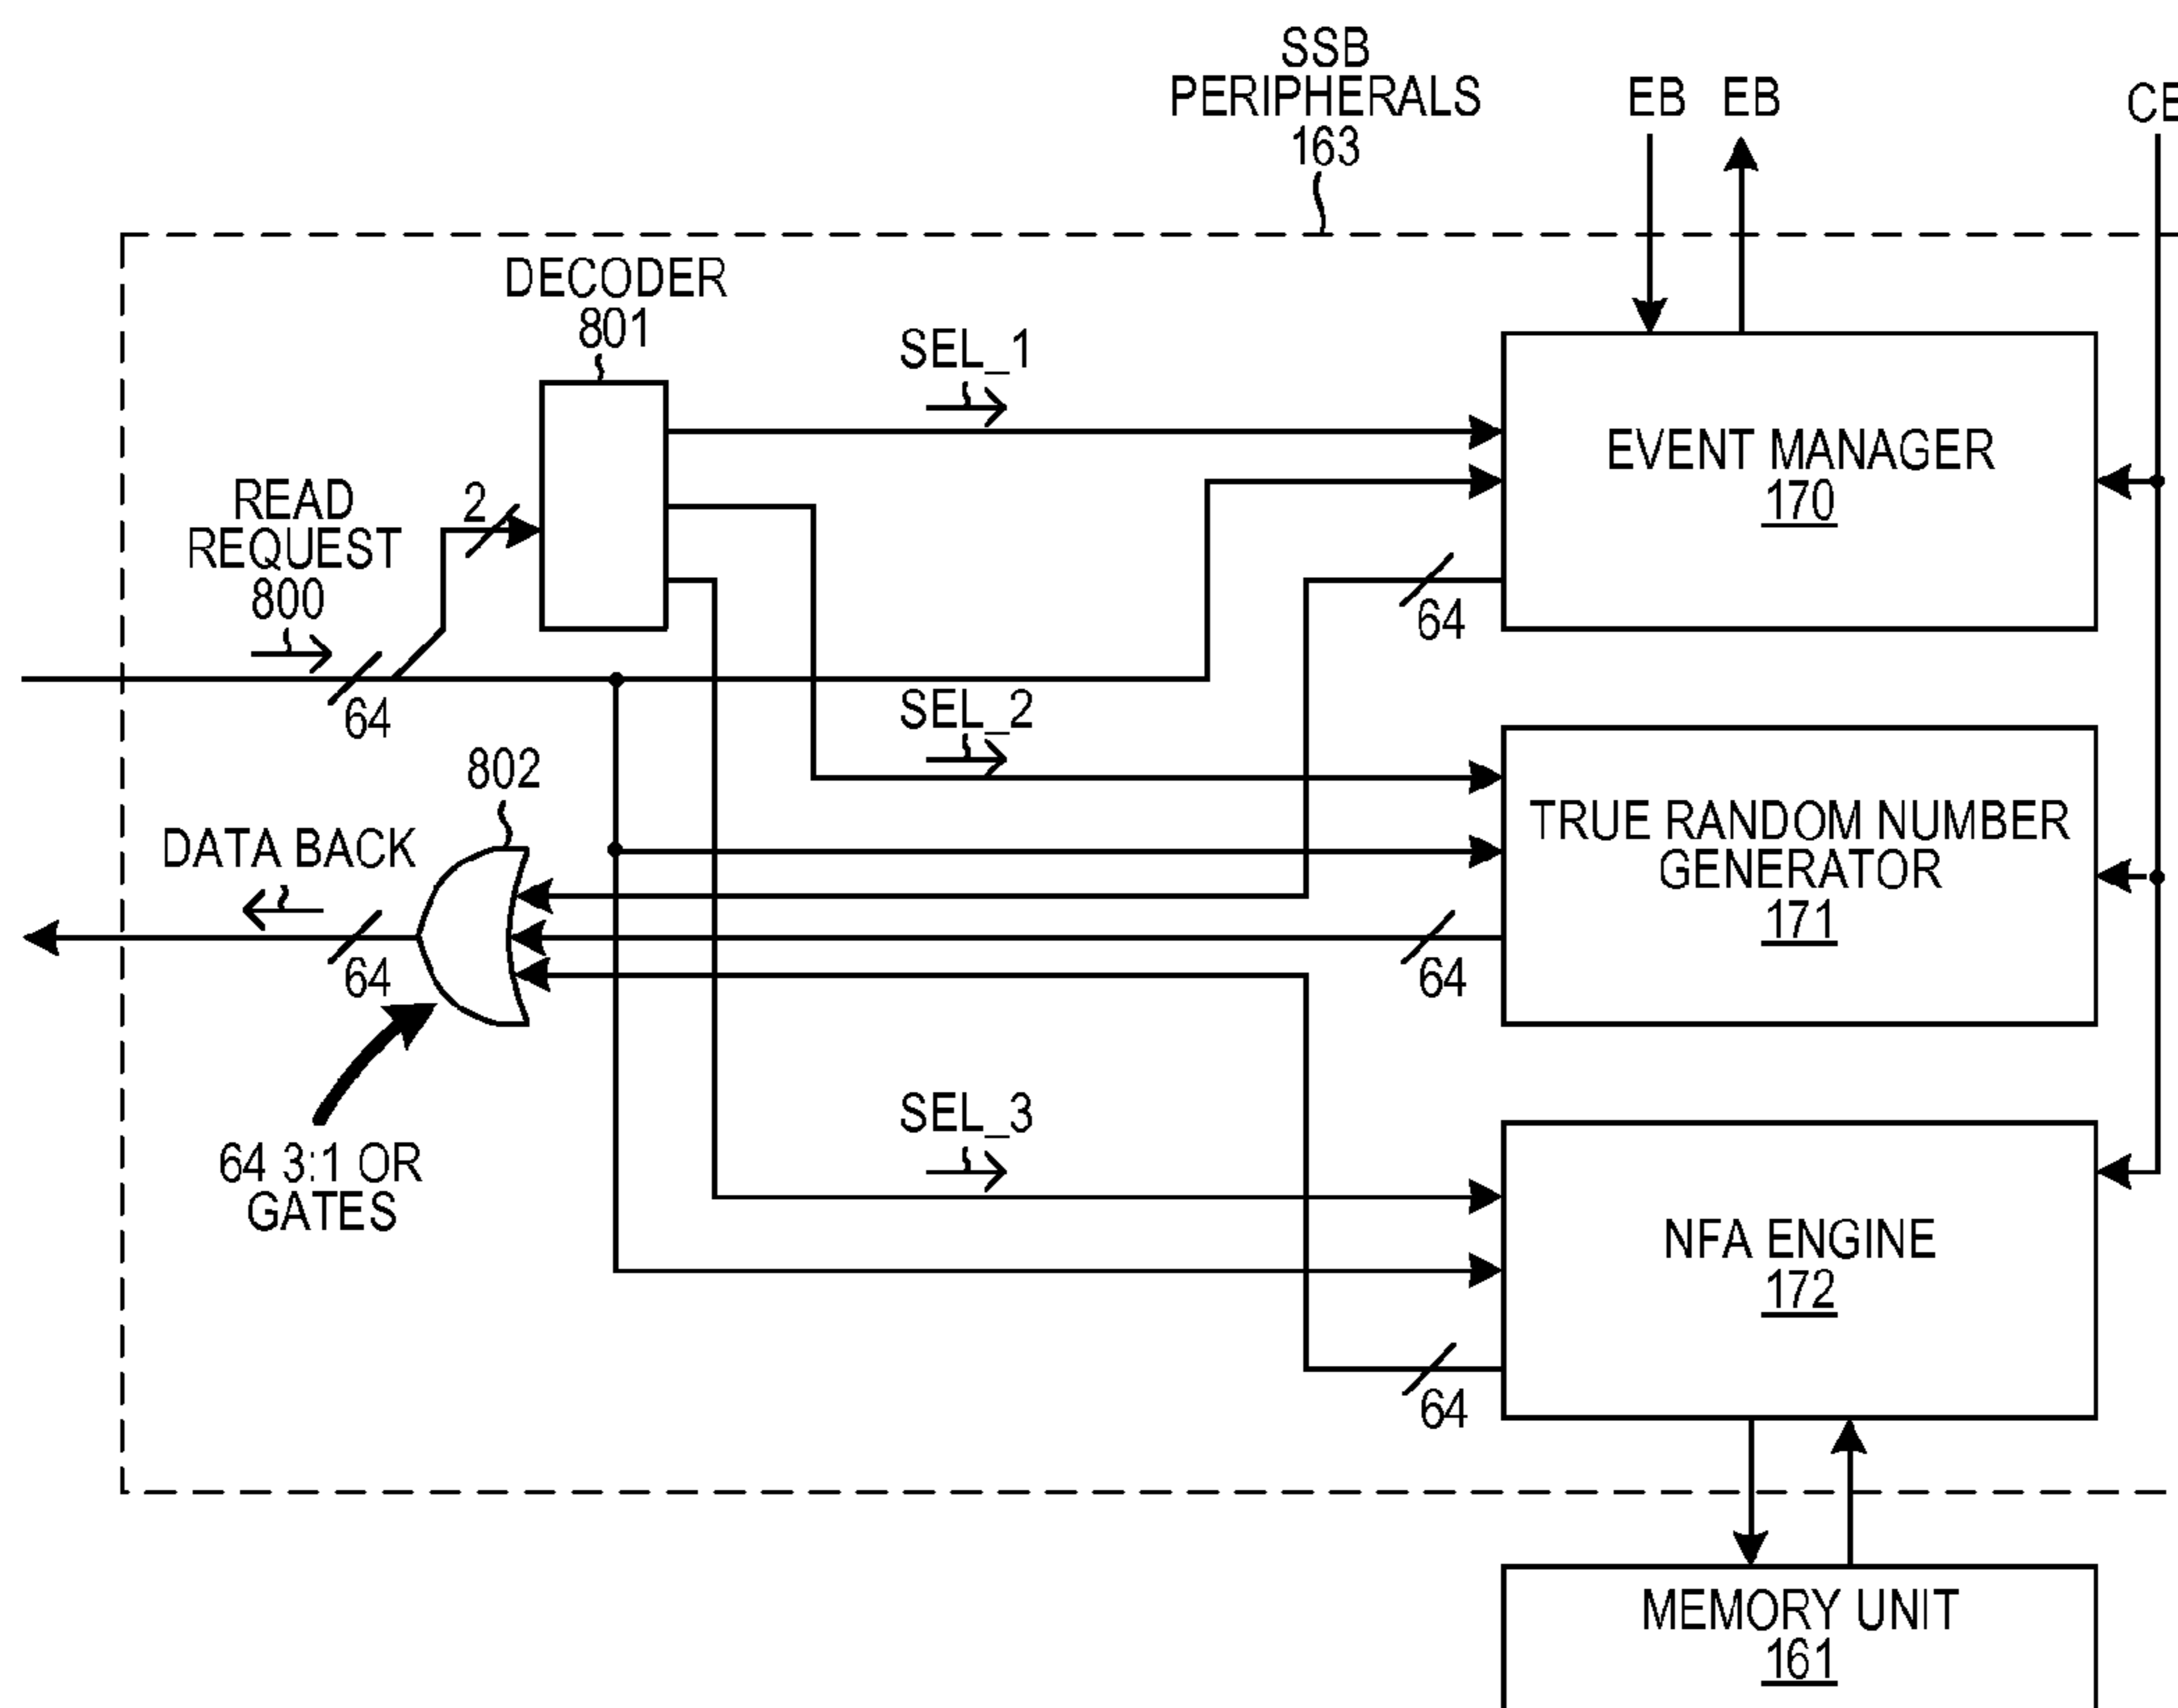 SSB
PERIPHERALS
163
EB EB
CB
DECODER
801
SEL_1
EVENT MANAGER
170
READ
REQUEST
800
2
64
64
SEL_2
802
TRUE RANDOM NUMBER
GENERATOR
171
DATA BACK
64
64
SEL_3
64 3:1 OR
GATES
NFA ENGINE
172
64
MEMORY UNIT
161